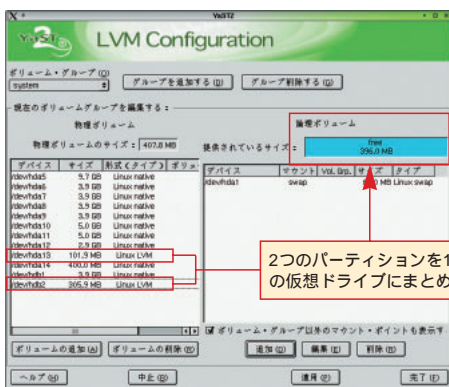 YaST2
YaST2 LVM Configuration
ボリューム・グループ(O)
system
グループを追加する(D)
グループ削除する(G)
現在のボリュームグループを編集する:
物理ボリューム
論理ボリューム
物理ボリュームのサイズ: 407.8 MB
提供されているサイズ:
free
396.0 MB
デバイス サイズ 形式(タイプ) ボリュ
/dev/hda5 9.7 GB Linux native
/dev/hda6 3.9 GB Linux native
/dev/hda7 3.9 GB Linux native
/dev/hda8 3.9 GB Linux native
/dev/hda9 3.9 GB Linux native
/dev/hda10 5.0 GB Linux native
/dev/hda11 5.0 GB Linux native
/dev/hda12 2.9 GB Linux native
/dev/hda13 101.9 MB Linux LVM
/dev/hda14 400.0 MB Linux native
/dev/hdb1 3.9 GB Linux native
/dev/hdb2 305.9 MB Linux LVM
デバイス マウント Vol. Grp. サイズ タイプ
/dev/hda1 swap MB Linux swap
2つのパーティションを1
の仮想ドライブにまとめ
ボリューム・グループ以外のマウント・ポイントも表示す
ボリュームの追加(A)
ボリュームの削除(R)
追加(D)
編集(E)
削除(R)
ヘルプ(H)
中止(B)
適用(P)
完了(F)